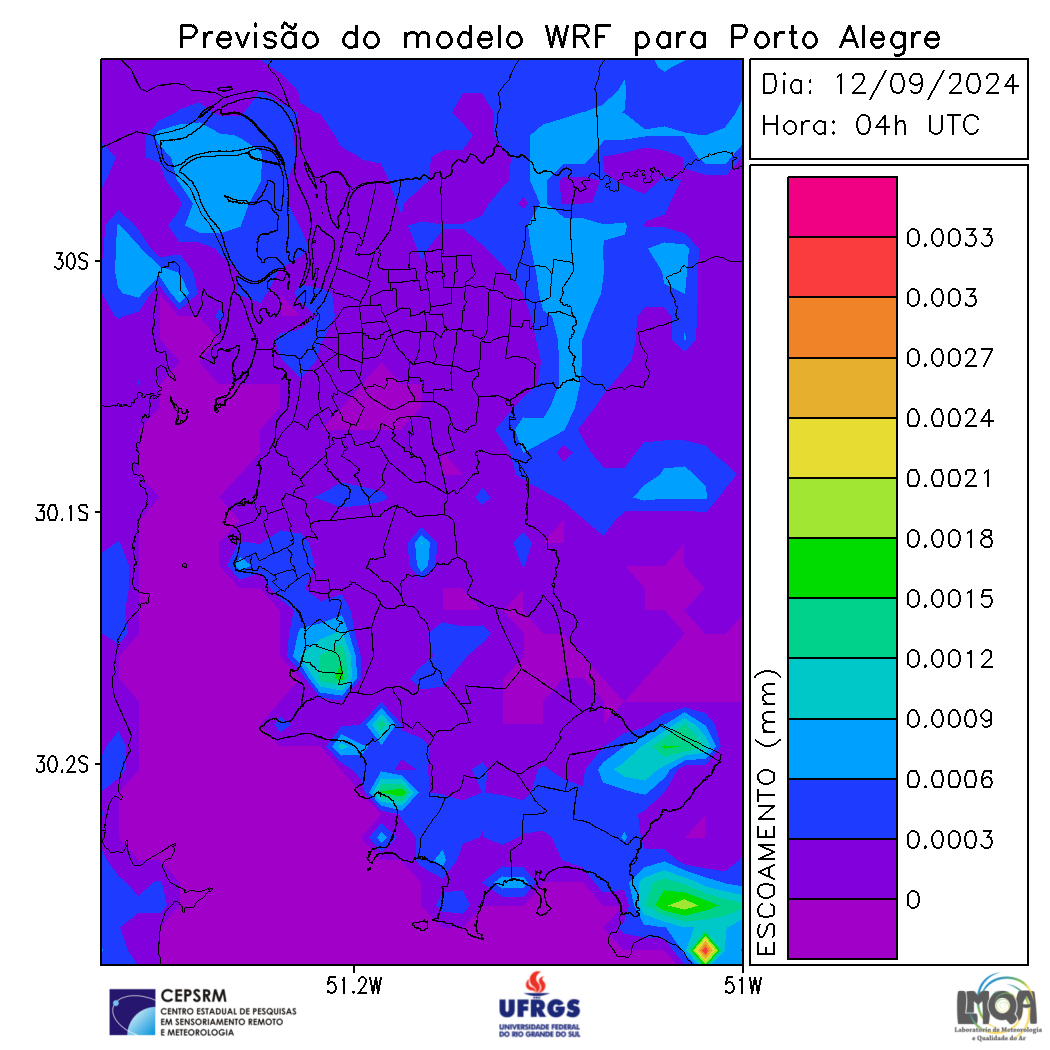 Previsão do modelo WRF para Porto Alegre
Dia: 12/09/2024
Hora: 04h UTC
0.0033
0.003
0.0027
0.0024
0.0021
0.0018
0.0015
0.0012
0.0009
0.0006
0.0003
0
ESCOAMENTO (mm)
30S
30.1S
30.2S
51.2W
51W
CEPSRM
CENTRO ESTADUAL DE PESQUISAS
EM SENSORIAMENTO REMOTO
E METEOROLOGIA
UFRGS
UNIVERSIDADE FEDERAL
DO RIO GRANDE DO SUL
LMQA
Laboratório de Meteorologia
e Qualidade do Ar